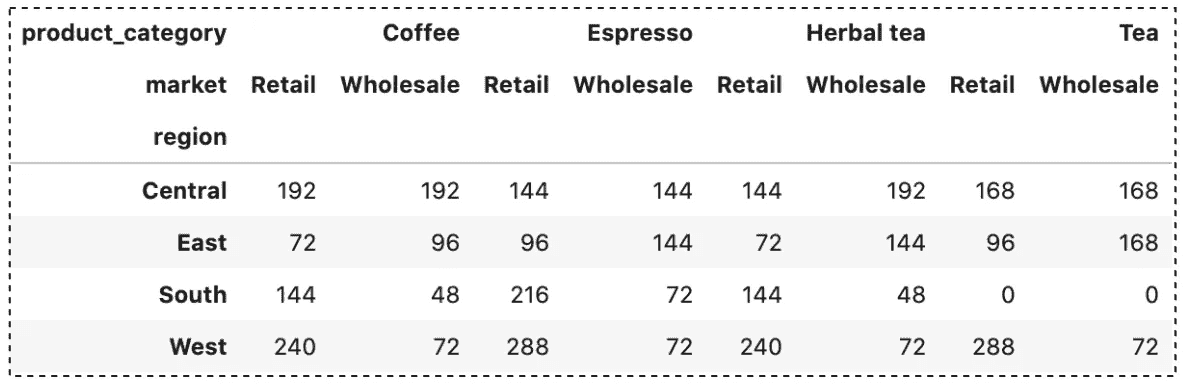 product_category Coffee Espresso Herbal tea Tea
market Retail Wholesale Retail Wholesale Retail Wholesale Retail Wholesale
region
Central 192 192 144 144 144 192 168 168
East 72 96 96 144 72 144 96 168
South 144 48 216 72 144 48 0 0
West 240 72 288 72 240 72 288 72